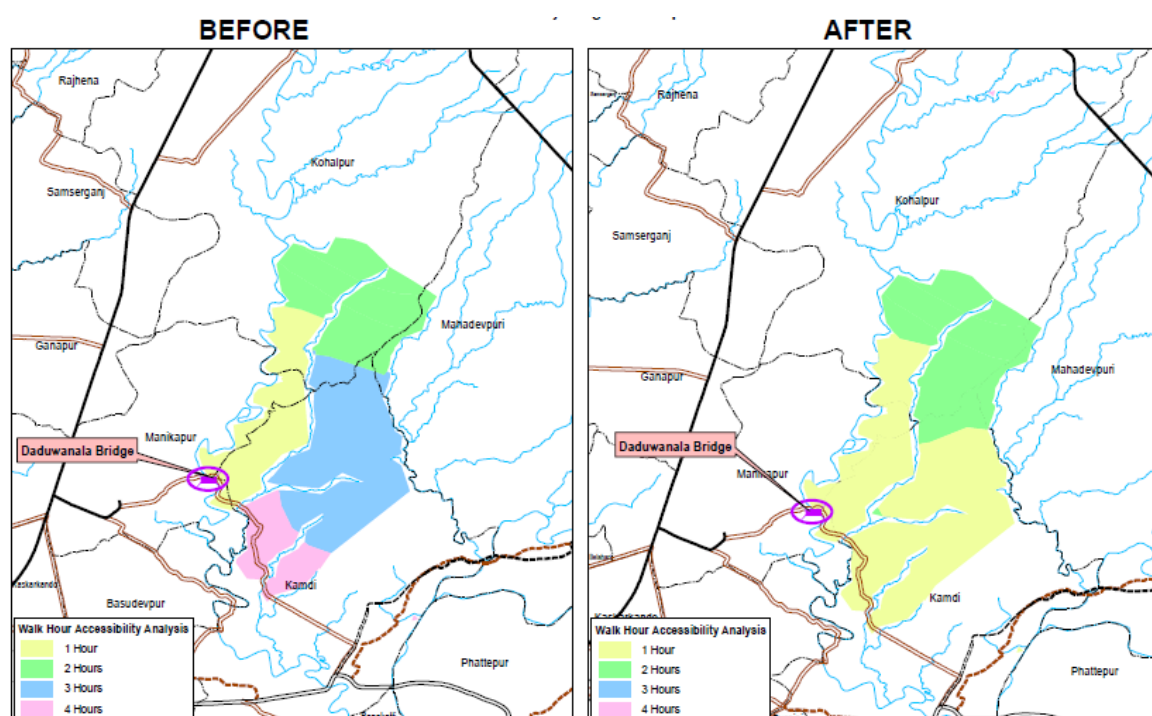 BEFORE
AFTER
Rajhena
Kohalpur
Samserganj
Mahadevpuri
Ganapur
Manikapur
Daduwanala Bridge
Kamdi
Basudevpur
Phattepur
Walk Hour Accessibility Analysis
1 Hour
2 Hours
3 Hours
4 Hours
Rajhena
Kohalpur
Samserganj
Mahadevpuri
Ganapur
Daduwanala Bridge
Manikapur
Kamdi
Phattepur
Walk Hour Accessibility Analysis
1 Hour
2 Hours
3 Hours
4 Hours